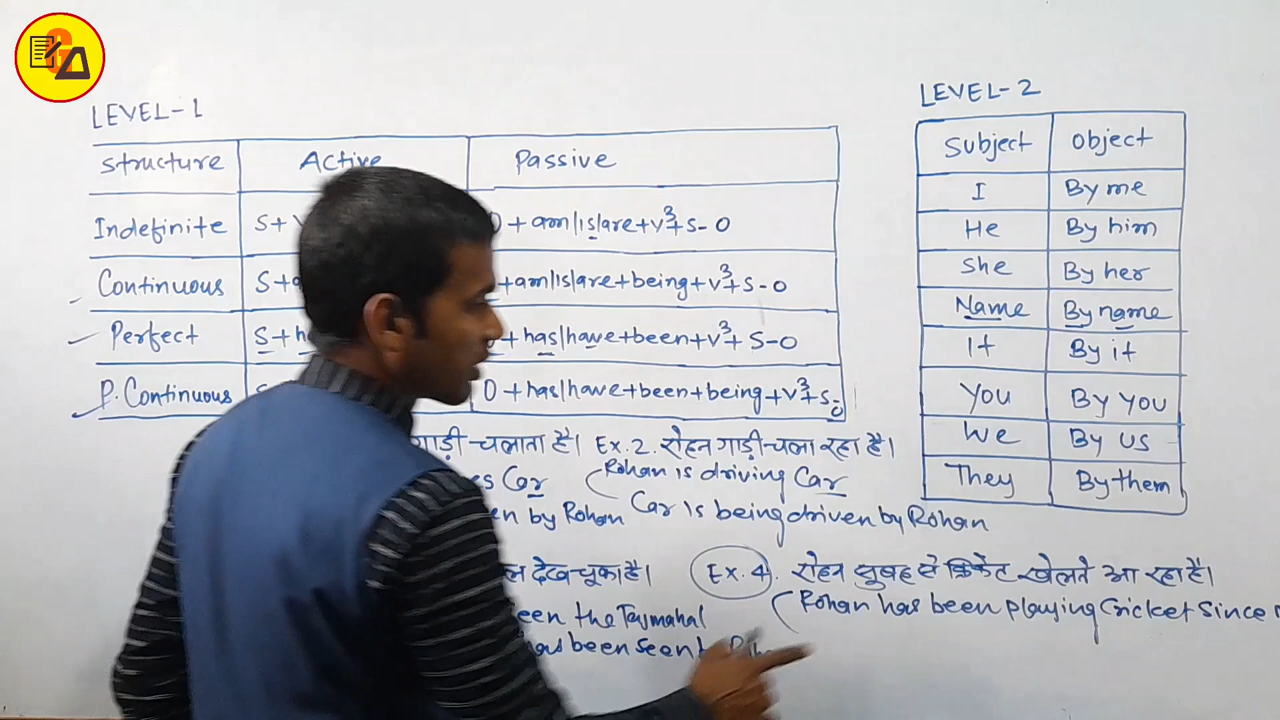 LEVEL-1
Structure Active Passive
Indefinite S+ + am/is/are+V³+S-O
Continuous S+ +am/is/are+being+V³+S-O
Perfect S+ + has/have+been+V³+ S-O
P. Continuous O+has/have+been+being+V³+S-O
गाड़ी-चलाता है। Ex.2. रोहन गाड़ी-चला रहा है।
Car Rohan is driving Car
by Rohan Car is being driven by Rohan
देख-चूका है। Ex.4. रोहन सुबह से क्रिकेट खेलते आ रहा है।
the Tajmahal Rohan has been playing Cricket Since
been seen
LEVEL-2
Subject Object
I By me
He By him
She By her
Name By name
It By it
You By you
We By us
They By them